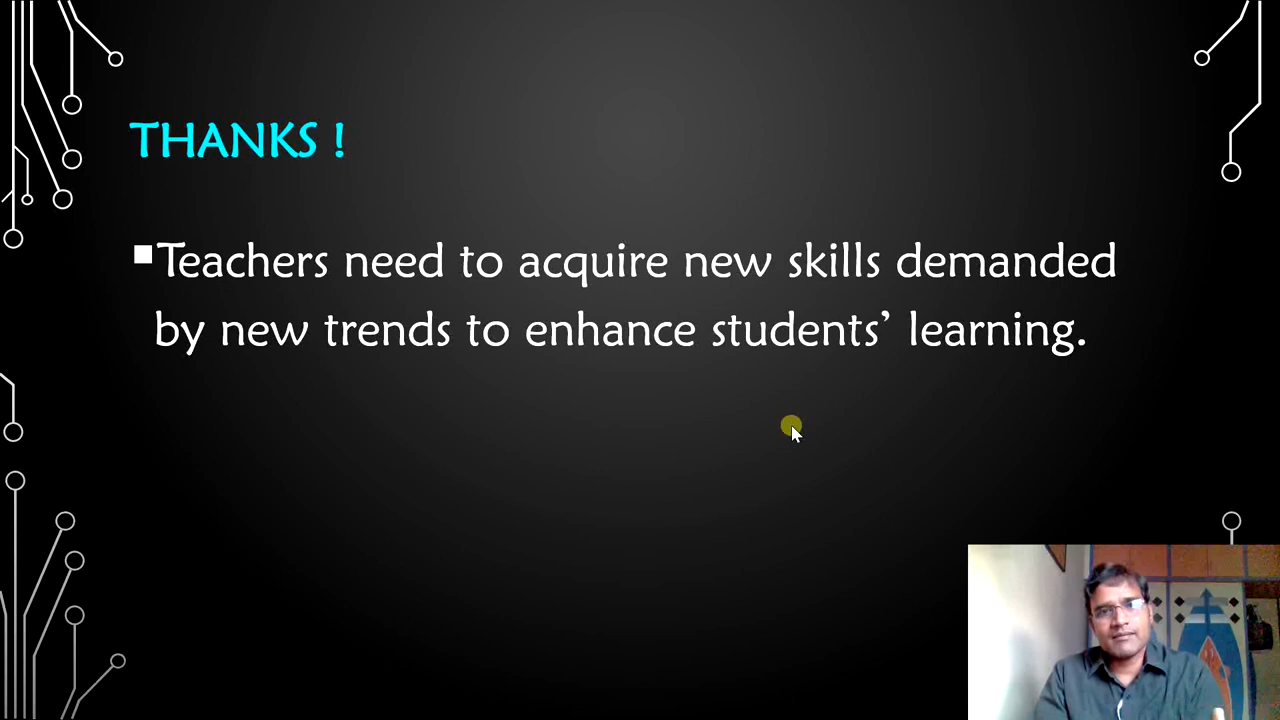 THANKS !
▪Teachers need to acquire new skills demanded
by new trends to enhance students’ learning.